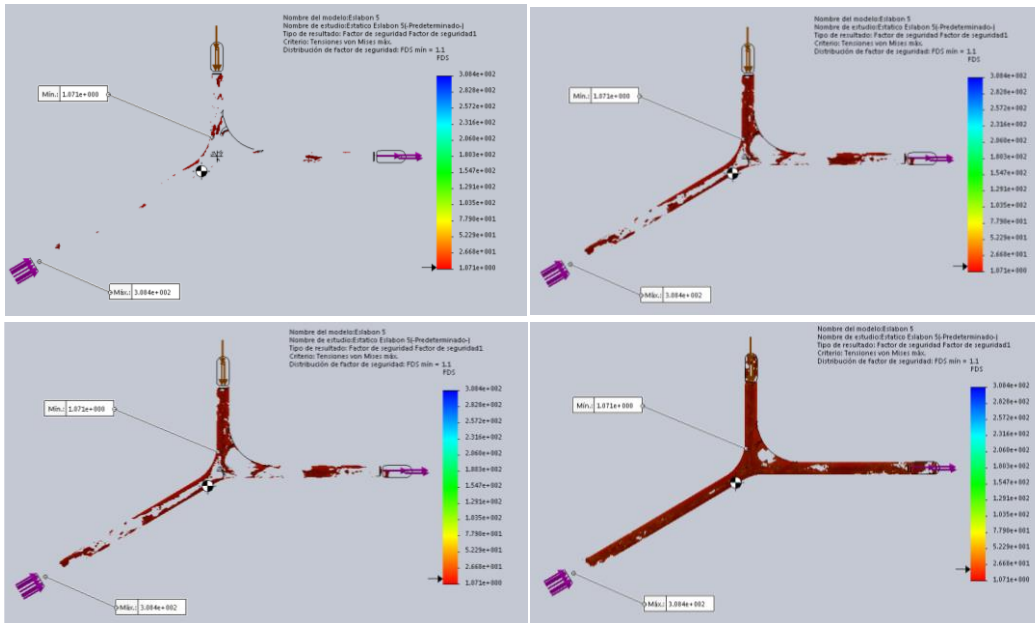 Nombre del modelo:Eslabon 5
Nombre de estudio:Estatico Eslabon 5(-Predeterminado-)
Tipo de resultado: Factor de seguridad Factor de seguridad1
Criterio: Tensiones von Mises máx.
Distribución de factor de seguridad: FDS mín = 1.1
FDS
3.084e+002
2.828e+002
2.572e+002
2.316e+002
2.060e+002
1.803e+002
1.547e+002
1.291e+002
1.035e+002
7.790e+001
5.229e+001
2.668e+001
1.071e+000
Mín.: 1.071e+000
Máx.: 3.084e+002
Nombre del modelo:Eslabon 5
Nombre de estudio:Estatico Eslabon 5(-Predeterminado-)
Tipo de resultado: Factor de seguridad Factor de seguridad1
Criterio: Tensiones von Mises máx.
Distribución de factor de seguridad: FDS mín = 1.1
FDS
3.084e+002
2.828e+002
2.572e+002
2.316e+002
2.060e+002
1.803e+002
1.547e+002
1.291e+002
1.035e+002
7.790e+001
5.229e+001
2.668e+001
1.071e+000
Mín.: 1.071e+000
Máx.: 3.084e+002
Nombre del modelo:Eslabon 5
Nombre de estudio:Estatico Eslabon 5(-Predeterminado-)
Tipo de resultado: Factor de seguridad Factor de seguridad1
Criterio: Tensiones von Mises máx.
Distribución de factor de seguridad: FDS mín = 1.1
FDS
3.084e+002
2.828e+002
2.572e+002
2.316e+002
2.060e+002
1.803e+002
1.547e+002
1.291e+002
1.035e+002
7.790e+001
5.229e+001
2.668e+001
1.071e+000
Mín.: 1.071e+000
Máx.: 3.084e+002
Nombre del modelo:Eslabon 5
Nombre de estudio:Estatico Eslabon 5(-Predeterminado-)
Tipo de resultado: Factor de seguridad Factor de seguridad1
Criterio: Tensiones von Mises máx.
Distribución de factor de seguridad: FDS mín = 1.1
FDS
3.084e+002
2.828e+002
2.572e+002
2.316e+002
2.060e+002
1.803e+002
1.547e+002
1.291e+002
1.035e+002
7.790e+001
5.229e+001
2.668e+001
1.071e+000
Mín.: 1.071e+000
Máx.: 3.084e+002